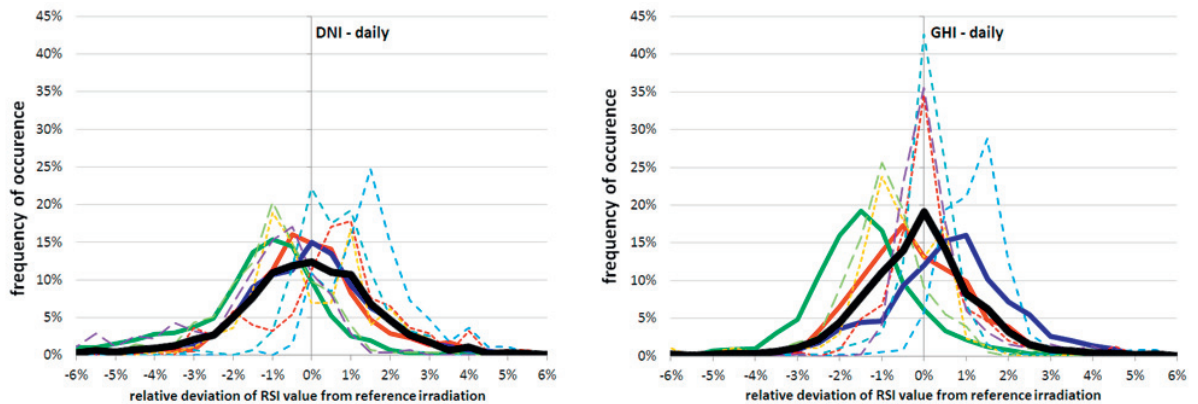 DNI - daily
frequency of occurence
45%
40%
35%
30%
25%
20%
15%
10%
5%
0%
-6% -5% -4% -3% -2% -1% 0% 1% 2% 3% 4% 5% 6%
relative deviation of RSI value from reference irradiation
GHI - daily
frequency of occurence
45%
40%
35%
30%
25%
20%
15%
10%
5%
0%
-6% -5% -4% -3% -2% -1% 0% 1% 2% 3% 4% 5% 6%
relative deviation of RSI value from reference irradiation